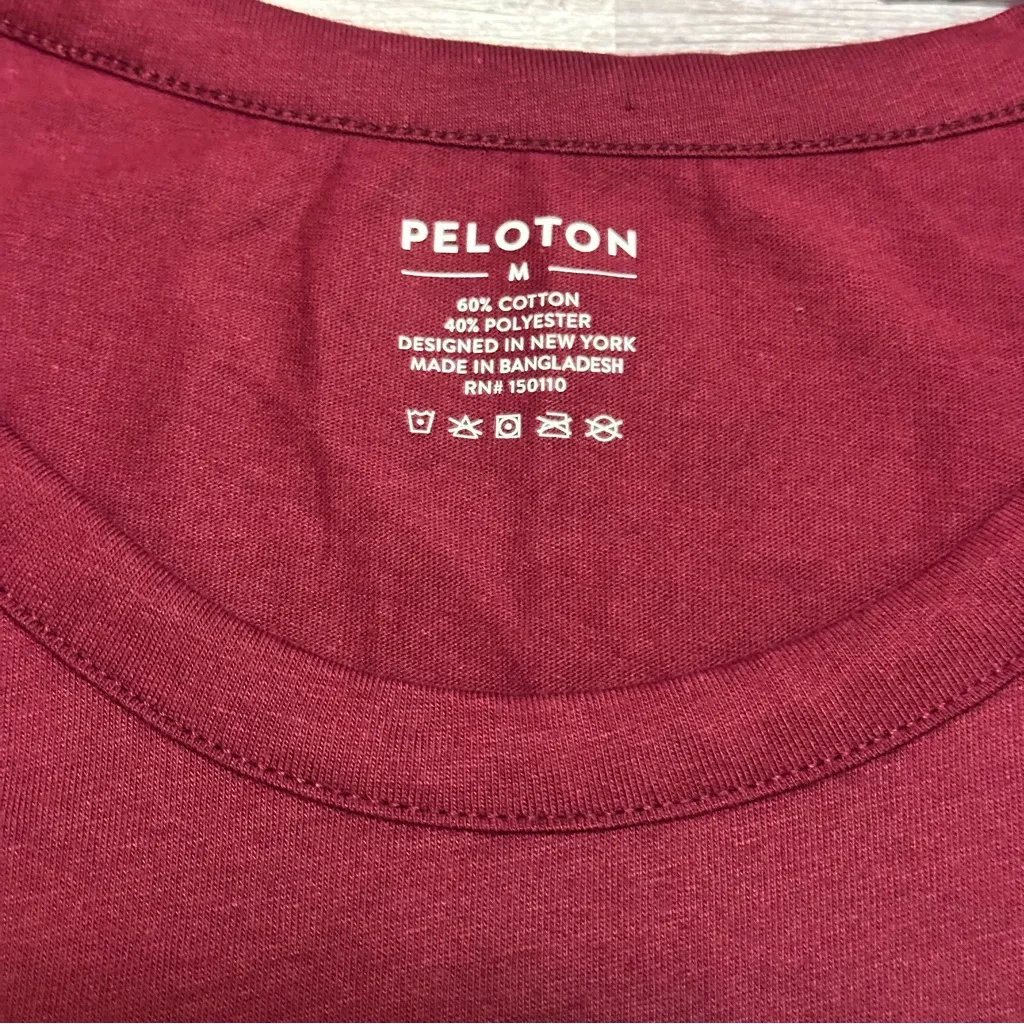 PELOTON
M
60% COTTON
40% POLYESTER
DESIGNED IN NEW YORK
MADE IN BANGLADESH
RN# 150110